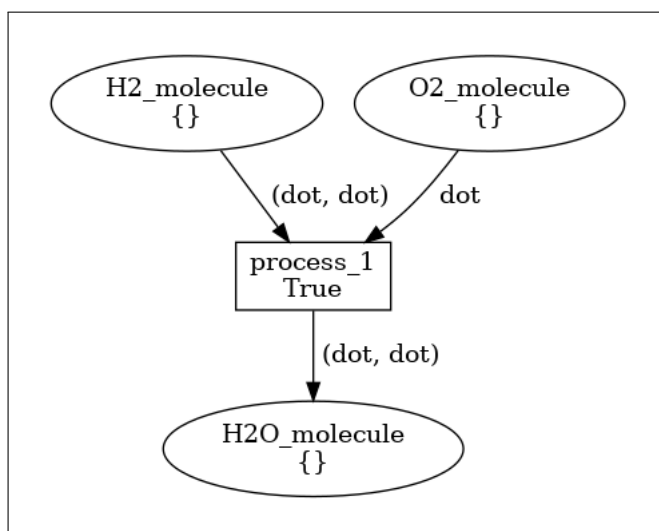 H2_molecule
{}
O2_molecule
{}
(dot, dot)
dot
process_1
True
(dot, dot)
H2O_molecule
{}